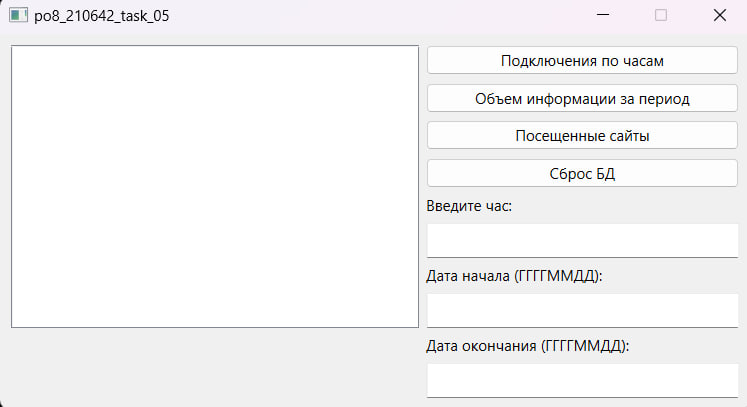 po8_210642_task_05
Подключения по часам
Объем информации за период
Посещенные сайты
Сброс БД
Введите час:
Дата начала (ГГГГММДД):
Дата окончания (ГГГГММДД):